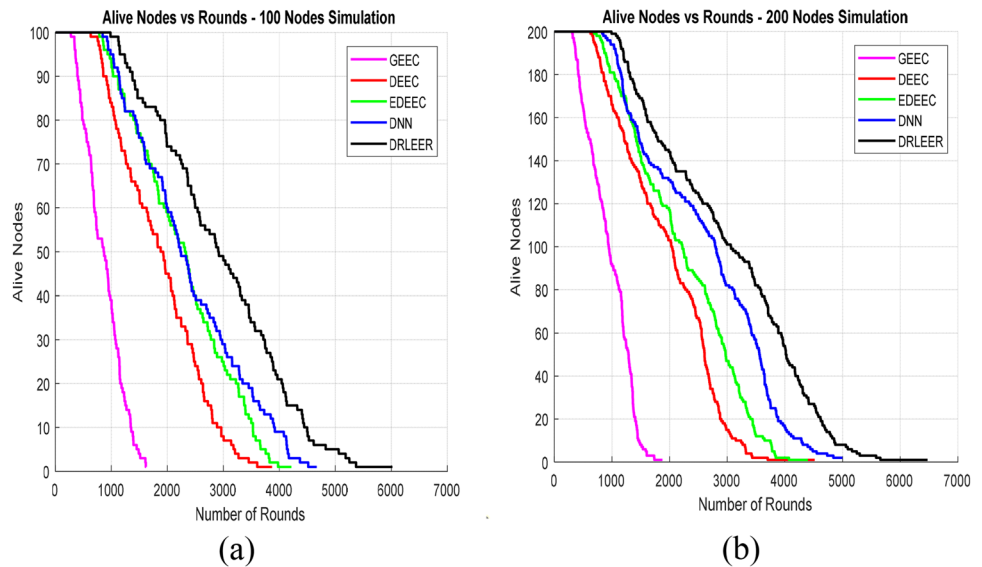 Alive Nodes vs Rounds - 100 Nodes Simulation
100
90
80
70
60
50
40
30
20
10
0
Alive Nodes
GEEC
DEEC
EDEEC
DNN
DRLEER
0 1000 2000 3000 4000 5000 6000 7000
Number of Rounds
(a)
Alive Nodes vs Rounds - 200 Nodes Simulation
200
180
160
140
120
100
80
60
40
20
0
Alive Nodes
GEEC
DEEC
EDEEC
DNN
DRLEER
0 1000 2000 3000 4000 5000 6000 7000
Number of Rounds
(b)